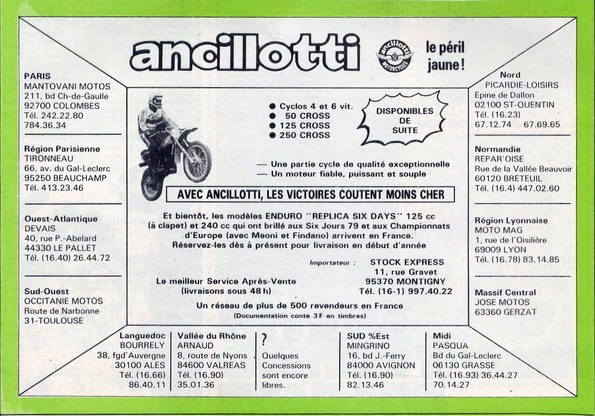 ancillotti
ancillotti
le péril
jaune!
PARIS
MANTOVANI MOTOS
211, bd Ch-de-Gaulle
92700 COLOMBES
Tél. 242.22.80
784.36.34
Région Parisienne
TIRONNEAU
66, av. du Gal-Leclerc
95250 BEAUCHAMP
Tél. 413.23.46
Ouest-Atlantique
DEVAIS
40, rue P.-Abelard
44330 LE PALLET
Tél. (16.40) 26.44.72
Sud-Ouest
OCCITANIE MOTOS
Route de Narbonne
31-TOULOUSE
● Cyclos 4 et 6 vit.
● 50 CROSS
● 125 CROSS
● 250 CROSS
DISPONIBLES
DE
SUITE
— Une partie cycle de qualité exceptionnelle
— Un moteur fiable, puissant et souple
AVEC ANCILLOTTI, LES VICTOIRES COUTENT MOINS CHER
Et bientôt, les modèles ENDURO "REPLICA SIX DAYS" 125 cc
(à clapet) et 240 cc qui ont brillé aux Six Jours 79 et aux Championnats
d'Europe (avec Meoni et Findano) arrivent en France.
Réservez-les dès à présent pour livraison en début d'année
Importateur : STOCK EXPRESS
11, rue Gravet
95370 MONTIGNY
Tél. (16-1) 997.40.22
Le meilleur Service Après-Vente
(livraisons sous 48 h)
Un réseau de plus de 500 revendeurs en France
(Documentation conte 3 F en timbres)
Nord
PICARDIE-LOISIRS
Epine de Dallon
02100 ST-QUENTIN
Tél. (16.23)
67.12.74 67.69.65
Normandie
REPAR'OISE
Rue de la Vallée Beauvoir
60120 BRETEUIL
Tél. (16.4) 447.02.60
Région Lyonnaise
MOTO MAG
1, rue de l'Oisilière
69009 LYON
Tél. (16.78) 83.14.85
Massif Central
JOSE MOTOS
63360 GERZAT
Languedoc
BOURRELY
38, fgd'Auvergne
30100 ALES
Tél. (16.66)
86.40.11
Vallée du Rhône
ARNAUD
8, route de Nyons
84600 VALREAS
Tél. (16.90)
35.01.36
?
Quelques
Concessions
sont encore
libres.
SUD %Est
MINGRINO
16, bd J.-Ferry
84000 AVIGNON
Tél. (16.90)
82.13.46
Midi
PASQUA
Bd du Gal-Leclerc
06130 GRASSE
Tél. (16.93) 36.44.27
70.14.27